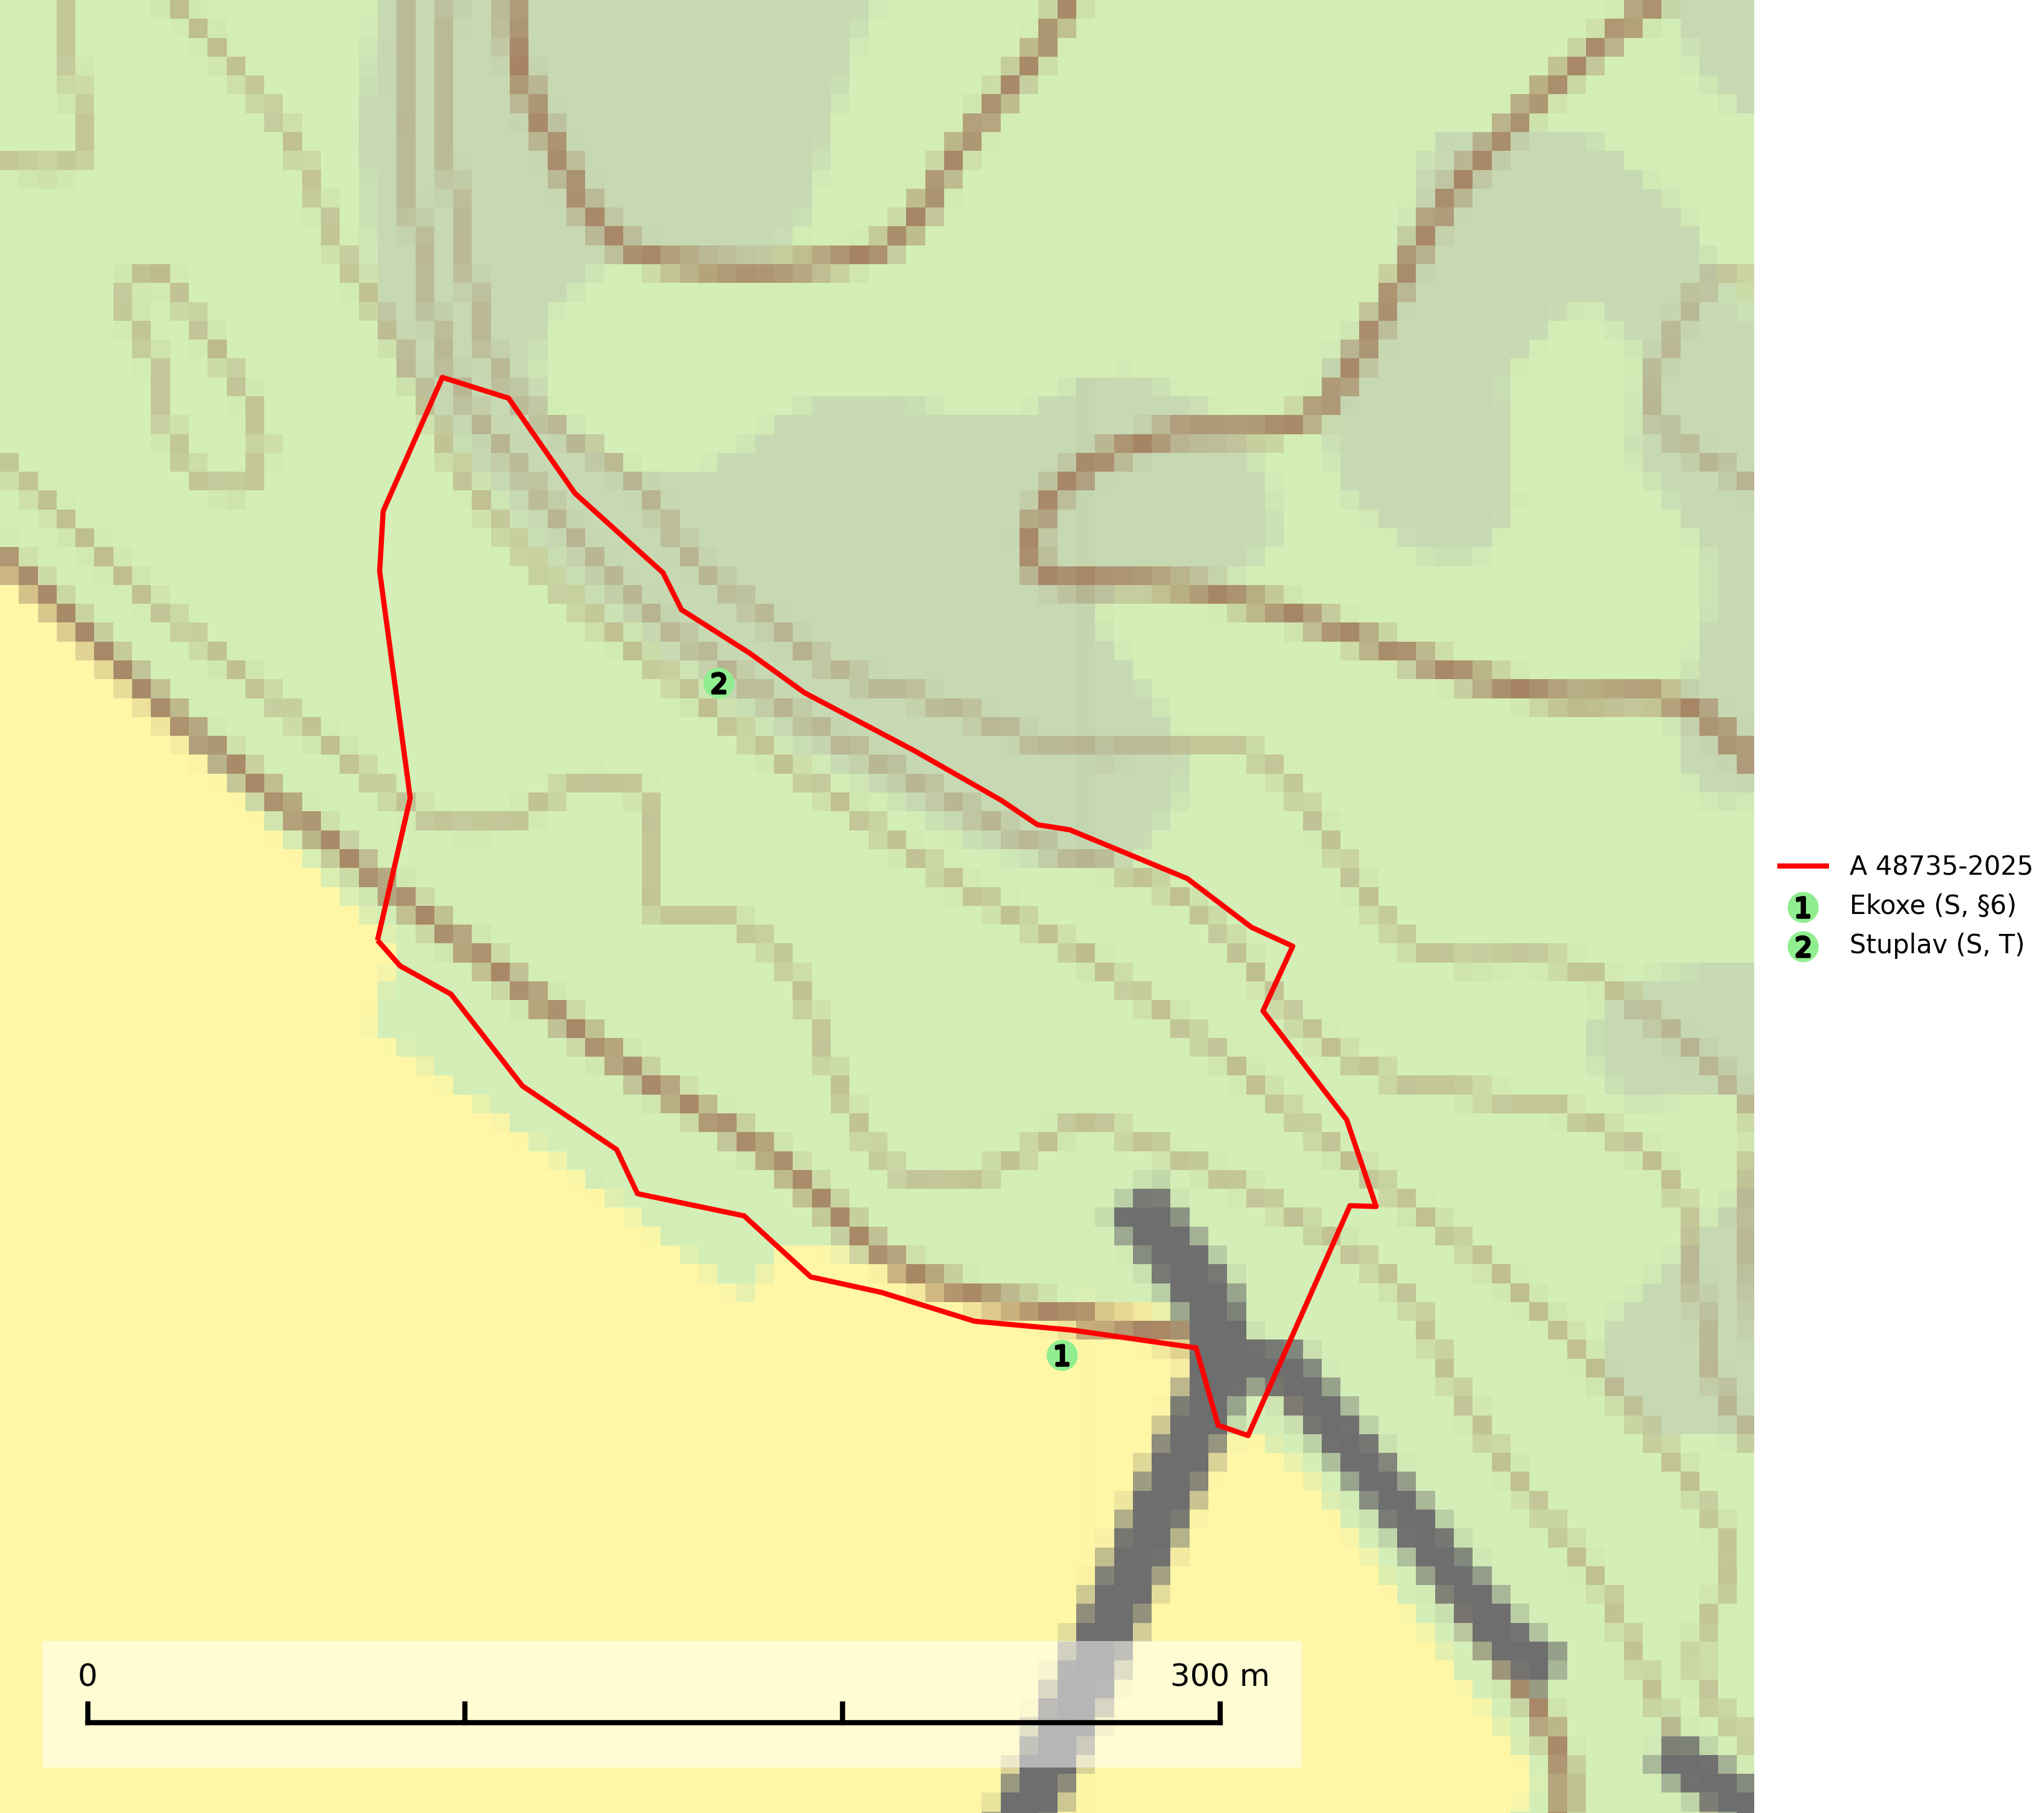 2
1
A 48735-2025
1 Ekoxe (S, §6)
2 Stuplav (S, T)
0 300 m